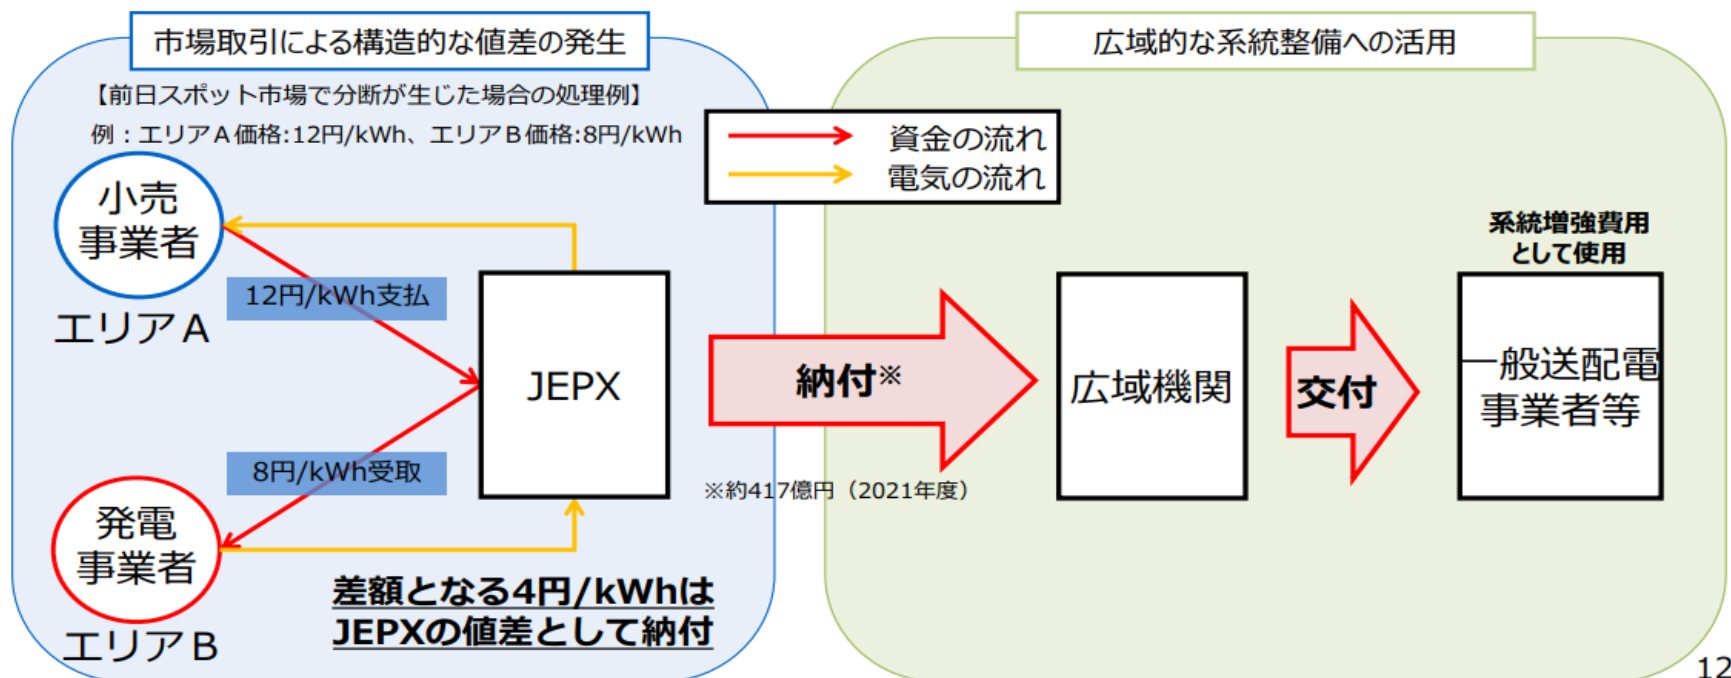 市場取引による構造的な値差の発生
【前日スポット市場で分断が生じた場合の処理例】
例：エリアA価格:12円/kWh、エリアB価格:8円/kWh
小売
事業者
エリアA
12円/kWh支払
8円/kWh受取
発電
事業者
エリアB
JEPX
差額となる4円/kWhは
JEPXの値差として納付
資金の流れ
電気の流れ
納付※
※約417億円（2021年度）
広域的な系統整備への活用
広域機関
交付
系統増強費用
として使用
一般送配電
事業者等
12